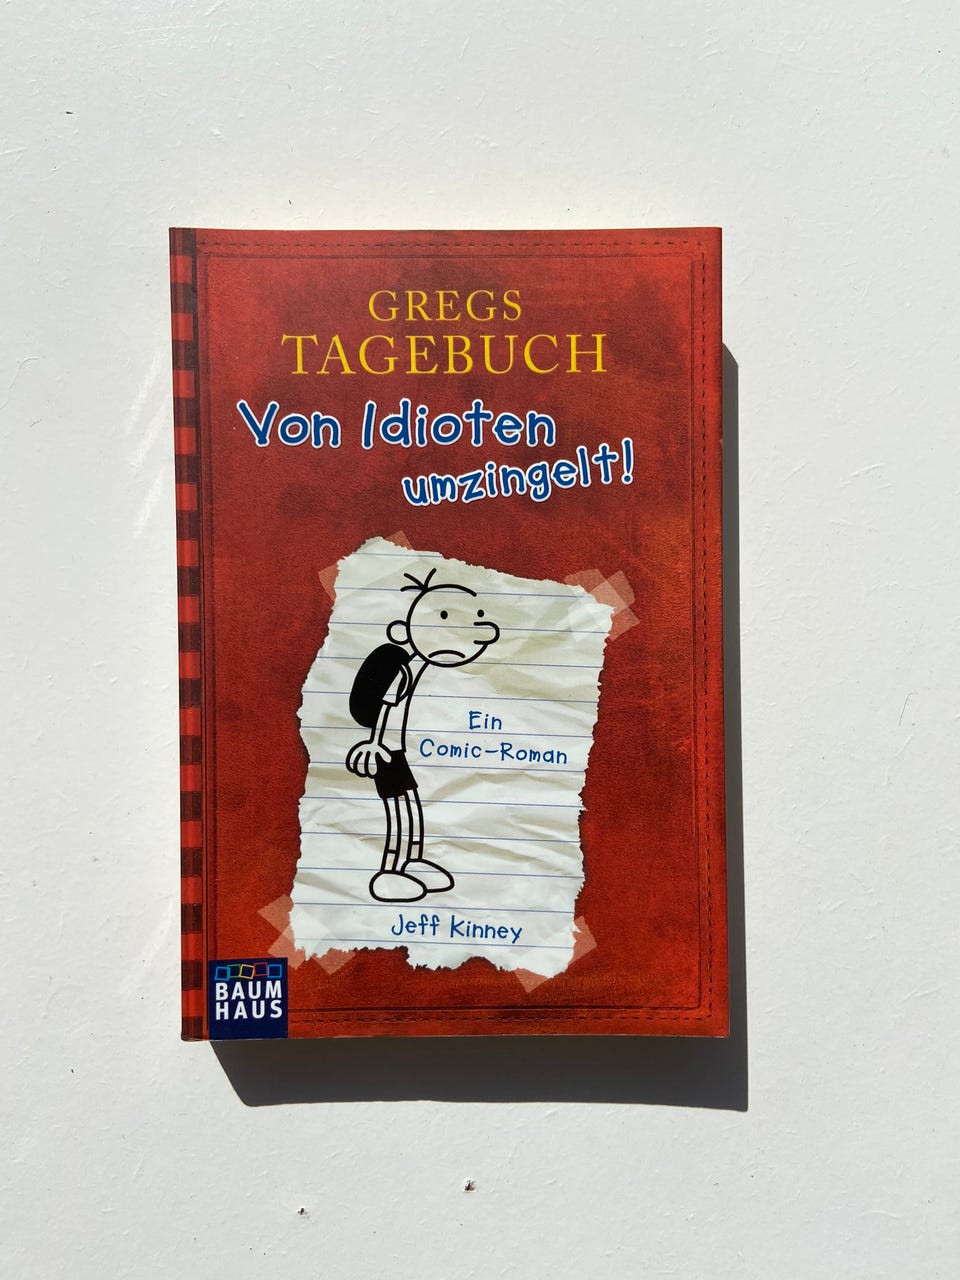 GREGS
TAGEBUCH
Von Idioten
umzingelt!
Ein
Comic-Roman
Jeff Kinney
BAUM
HAUS